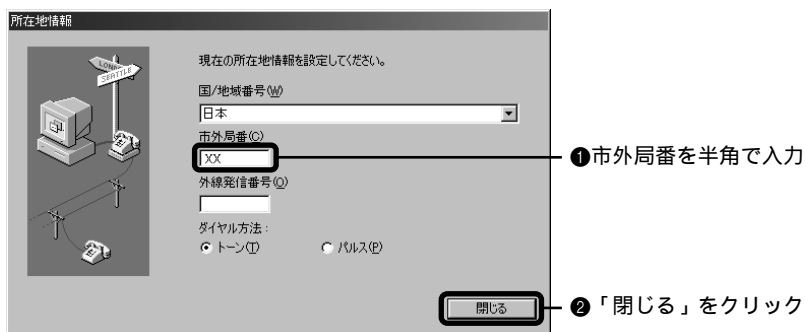 所在地情報
LONDON
SEATTLE
現在の所在地情報を設定してください。
国/地域番号(W)
日本
市外局番(C)
XX
❶市外局番を半角で入力
外線発信番号(O)
ダイヤル方法:
トーン(T) パルス(P)
閉じる
❷「閉じる」をクリック